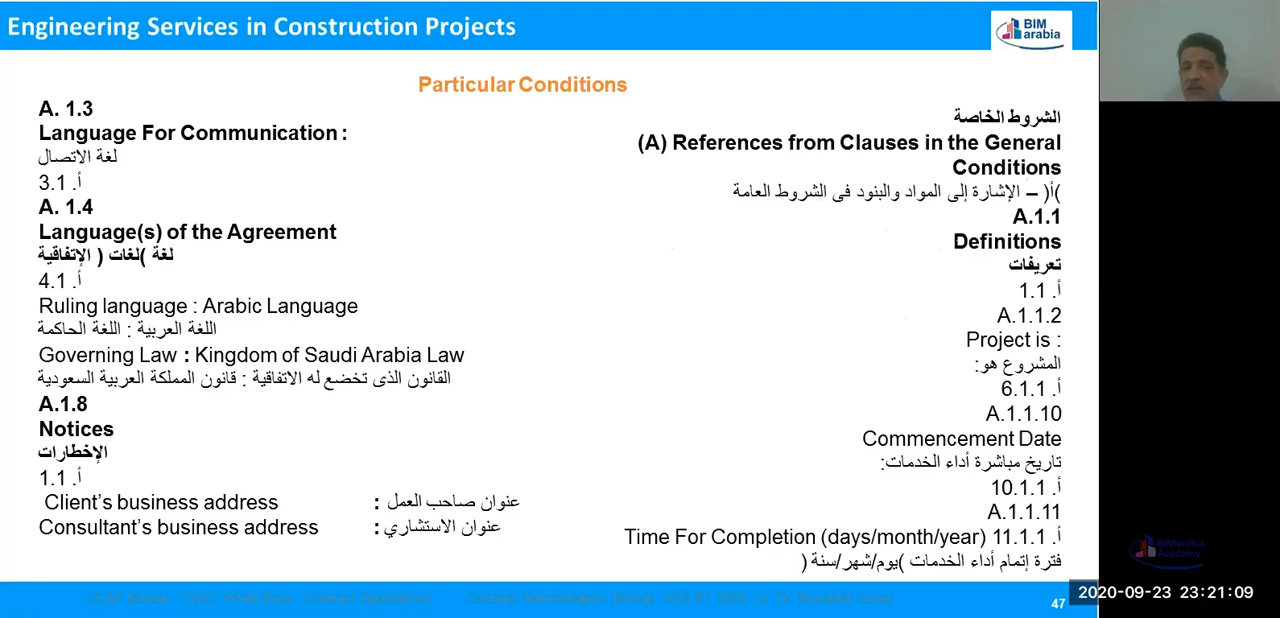 Engineering Services in Construction Projects
BIM
arabia
Particular Conditions
A. 1.3
Language For Communication :
لغة الاتصال
أ. 3.1
A. 1.4
Language(s) of the Agreement
لغة )لغات ( الإتفاقية
أ. 4.1
Ruling language : Arabic Language
اللغة العربية : اللغة الحاكمة
Governing Law : Kingdom of Saudi Arabia Law
القانون الذى تخضع له الاتفاقية : قانون المملكة العربية السعودية
A.1.8
Notices
الإخطارات
أ. 1.1
Client’s business address : عنوان صاحب العمل
Consultant’s business address : عنوان الاستشاري
الشروط الخاصة
(A) References from Clauses in the General
Conditions
)أ( – الإشارة إلى المواد والبنود فى الشروط العامة
A.1.1
Definitions
تعريفات
أ. 1.1
A.1.1.2
Project is :
المشروع هو:
أ. 6.1.1
A.1.1.10
Commencement Date
تاريخ مباشرة أداء الخدمات:
أ. 10.1.1
A.1.1.11
Time For Completion (days/month/year) 11.1.1 .أ
فترة إتمام أداء الخدمات )يوم/شهر/سنة (
BIMarabia
Academy
47
2020-09-23 23:21:09